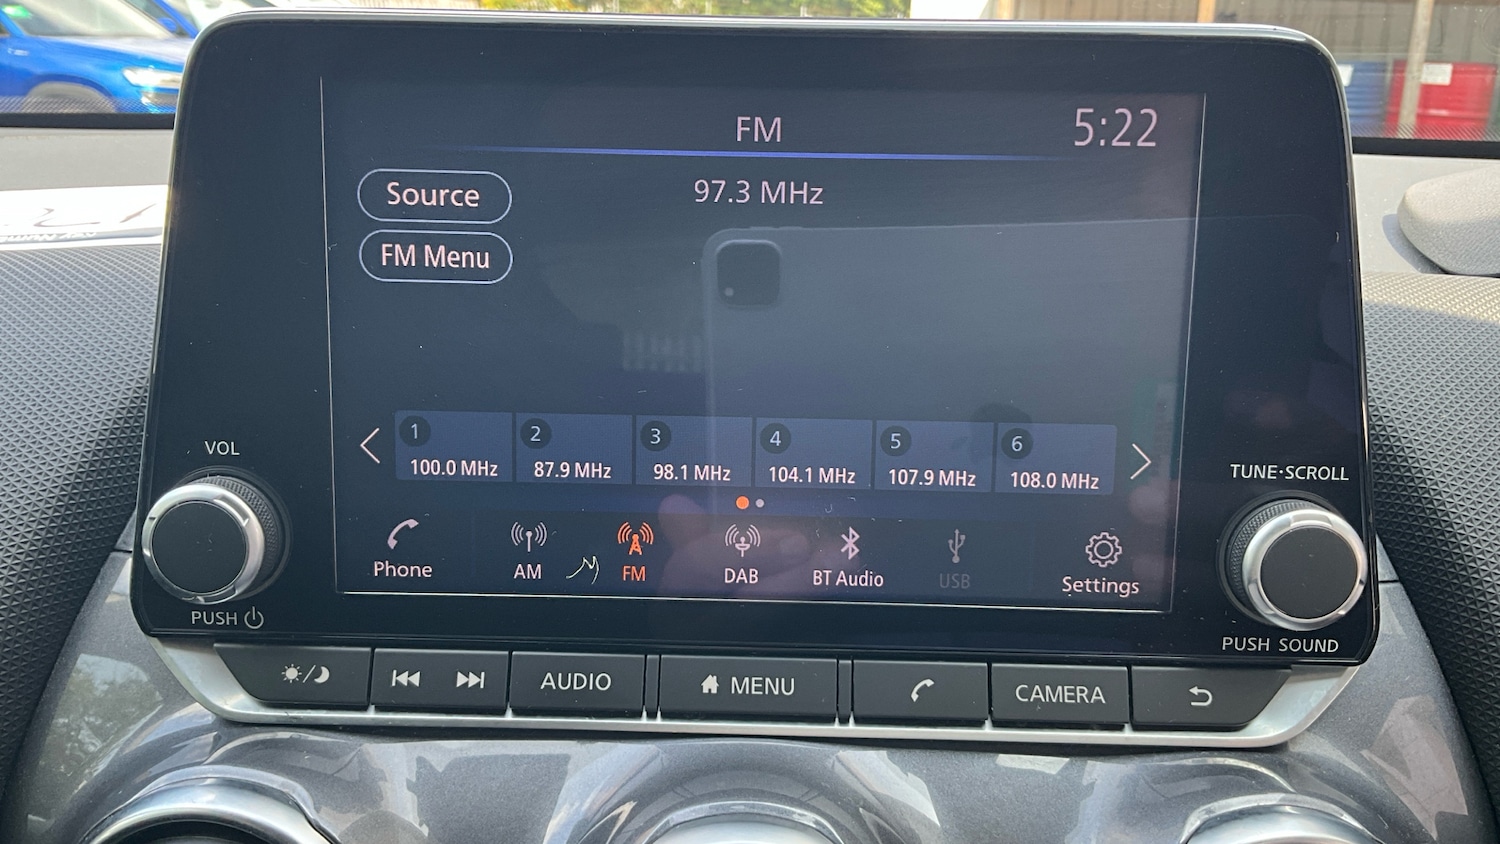 FM
5:22
Source
97.3 MHz
FM Menu
1
2
3
4
5
6
100.0 MHz
87.9 MHz
98.1 MHz
104.1 MHz
107.9 MHz
108.0 MHz
VOL
TUNE·SCROLL
Phone
AM
FM
DAB
BT Audio
USB
Settings
PUSH
PUSH SOUND
AUDIO
MENU
CAMERA